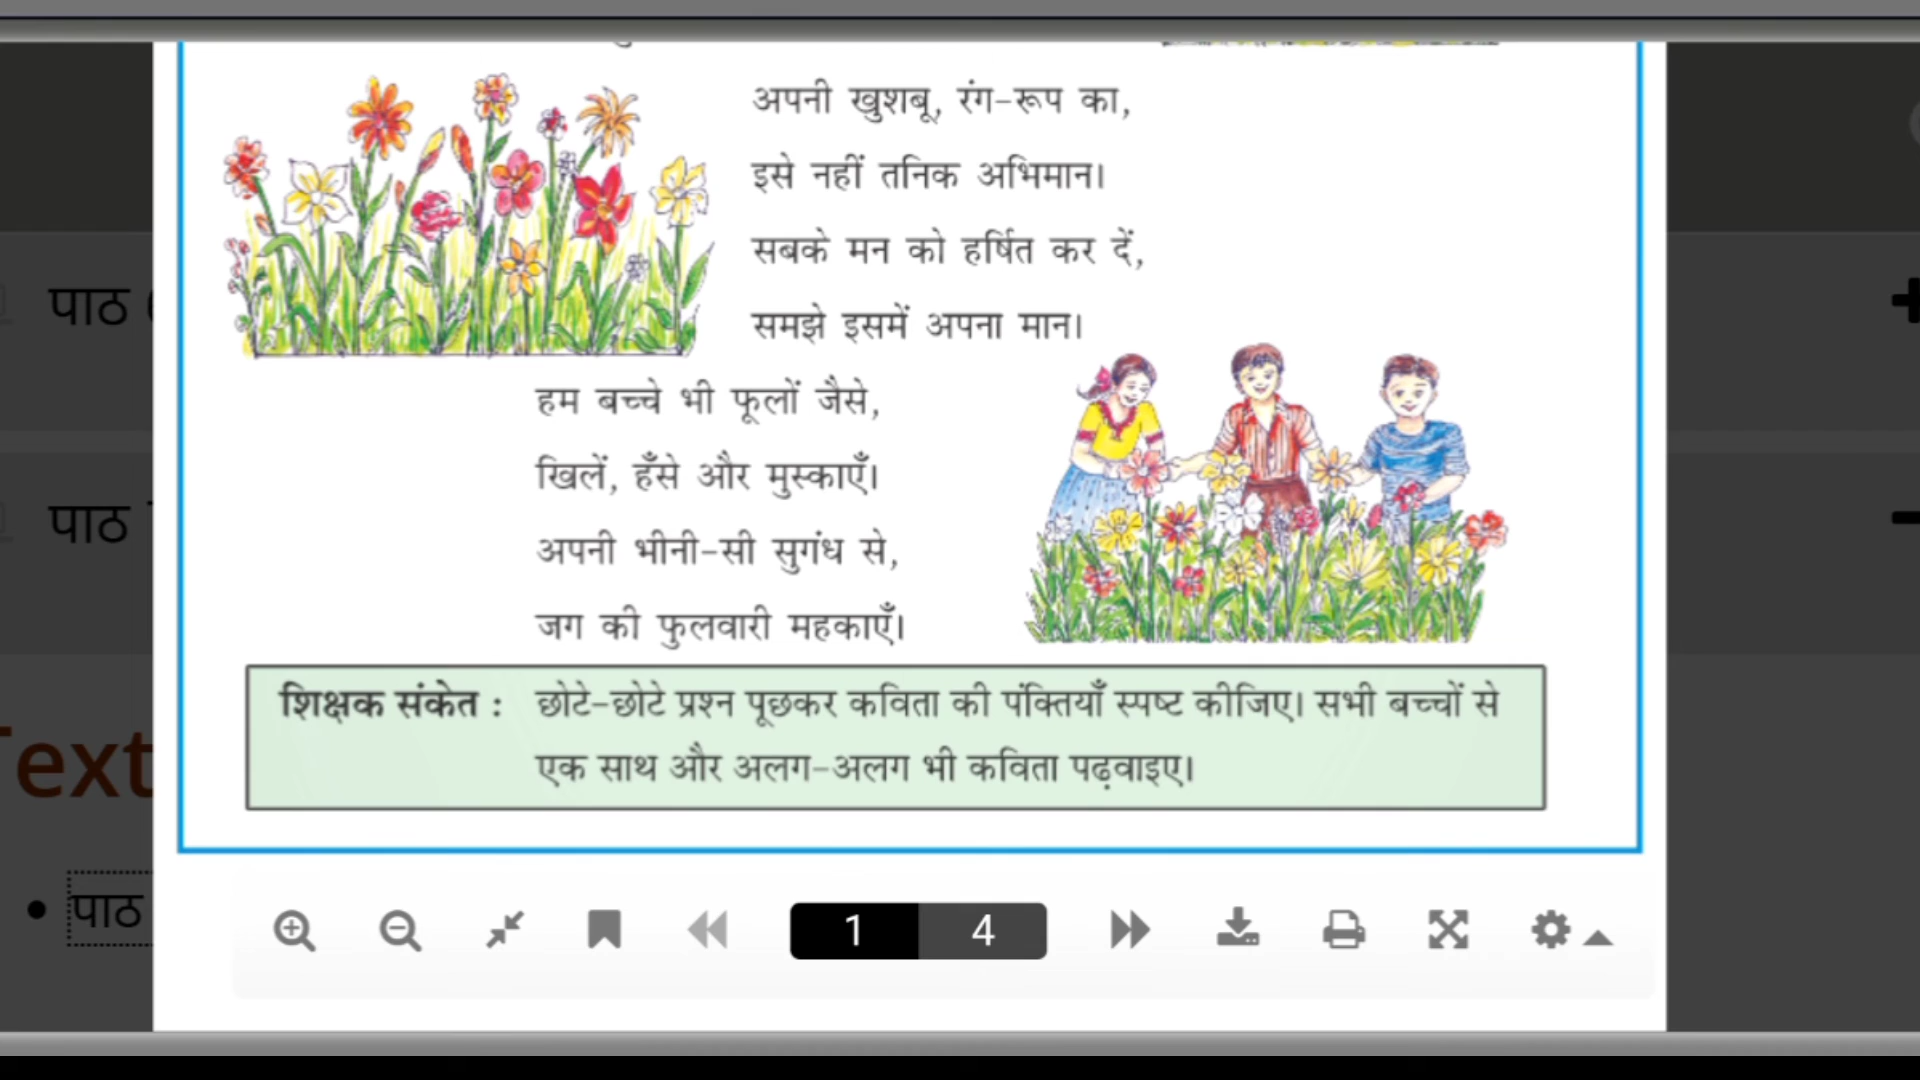 अपनी खुशबू, रंग-रूप का,
इसे नहीं तनिक अभिमान।
सबके मन को हर्षित कर दें,
समझे इसमें अपना मान।
हम बच्चे भी फूलों जैसे,
खिलें, हँसे और मुस्काएँ।
अपनी भीनी-सी सुगंध से,
जग की फुलवारी महकाएँ।
शिक्षक संकेत : छोटे-छोटे प्रश्न पूछकर कविता की पंक्तियाँ स्पष्ट कीजिए। सभी बच्चों से
एक साथ और अलग-अलग भी कविता पढ़वाइए।
पाठ
पाठ
Text
• पाठ
1 4